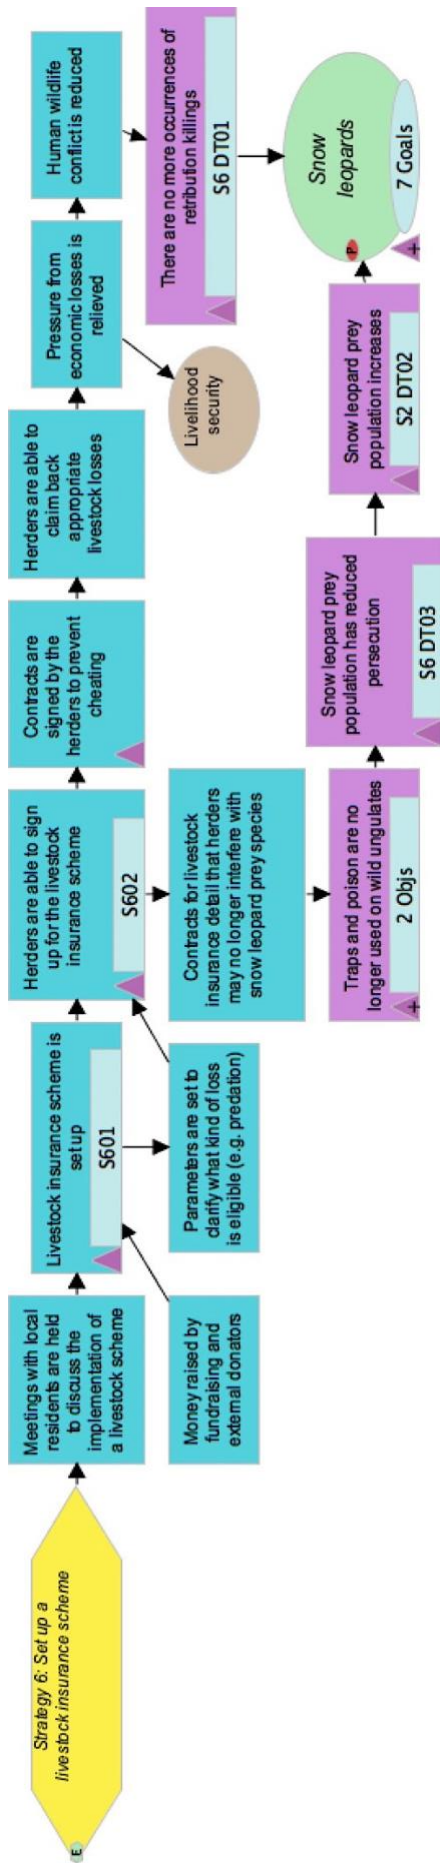 E
Strategy 6: Set up a
livestock insurance scheme
Meetings with local
residents are held
to discuss the
implementation of
a livestock scheme
Money raised by
fundraising and
external donators
Livestock insurance scheme is
set up
S601
Parameters are set to
clarify what kind of loss
is eligible (e.g. predation)
Herders are able to sign
up for the livestock
insurance scheme
S602
Contracts for livestock
insurance detail that herders
may no longer interfere with
snow leopard prey species
Traps and poison are no
longer used on wild ungulates
+
2 Objs
Contracts are
signed by the
herders to prevent
cheating
Herders are able to
claim back
appropriate
livestock losses
Pressure from
economic losses is
relieved
Livelihood
security
Human wildlife
conflict is reduced
There are no more occurrences of
retribution killings
S6 DT01
Snow leopard prey
population has reduced
persecution
S6 DT03
Snow leopard prey
population increases
S2 DT02
P
Snow
leopards
+
7 Goals